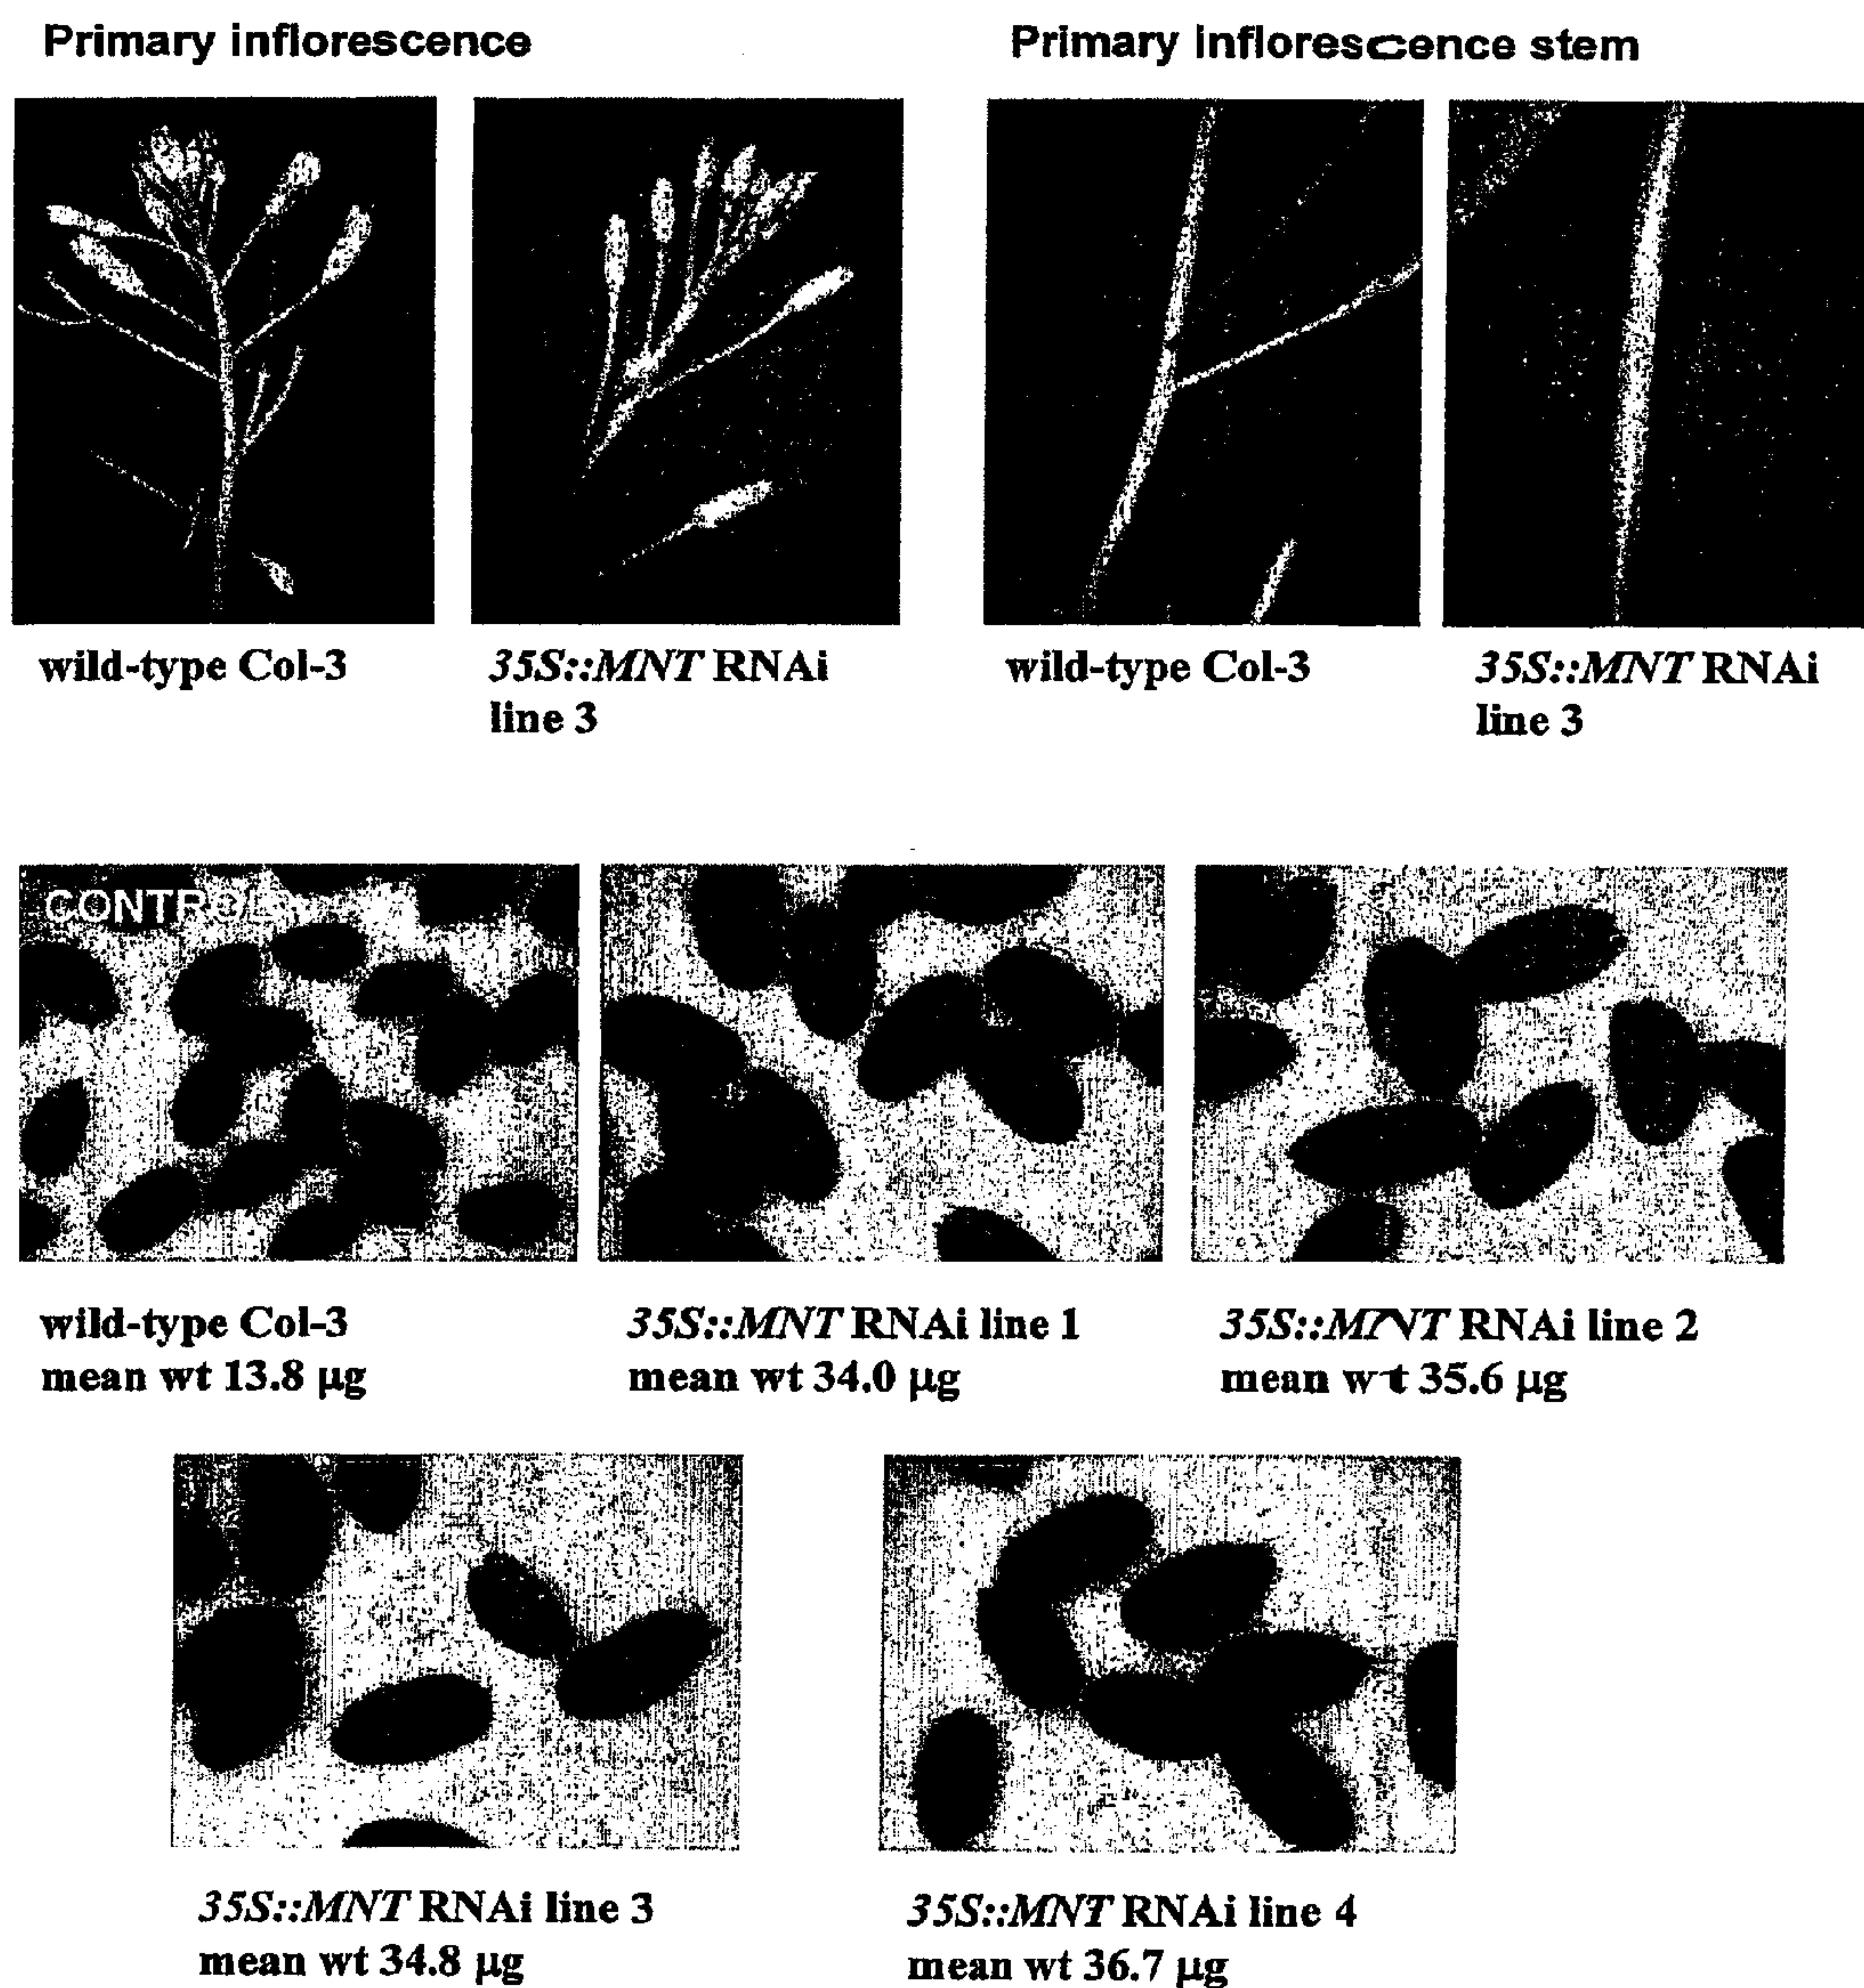 Primary inflorescence
Primary inflorescence stem
wild-type Col-3
35S::MNT RNAi
line 3
wild-type Col-3
35S::MNT RNAi
line 3
CONTROL
wild-type Col-3
mean wt 13.8 µg
35S::MNT RNAi line 1
mean wt 34.0 µg
35S::MNT RNAi line 2
mean wt 35.6 µg
35S::MNT RNAi line 3
mean wt 34.8 µg
35S::MNT RNAi line 4
mean wt 36.7 µg